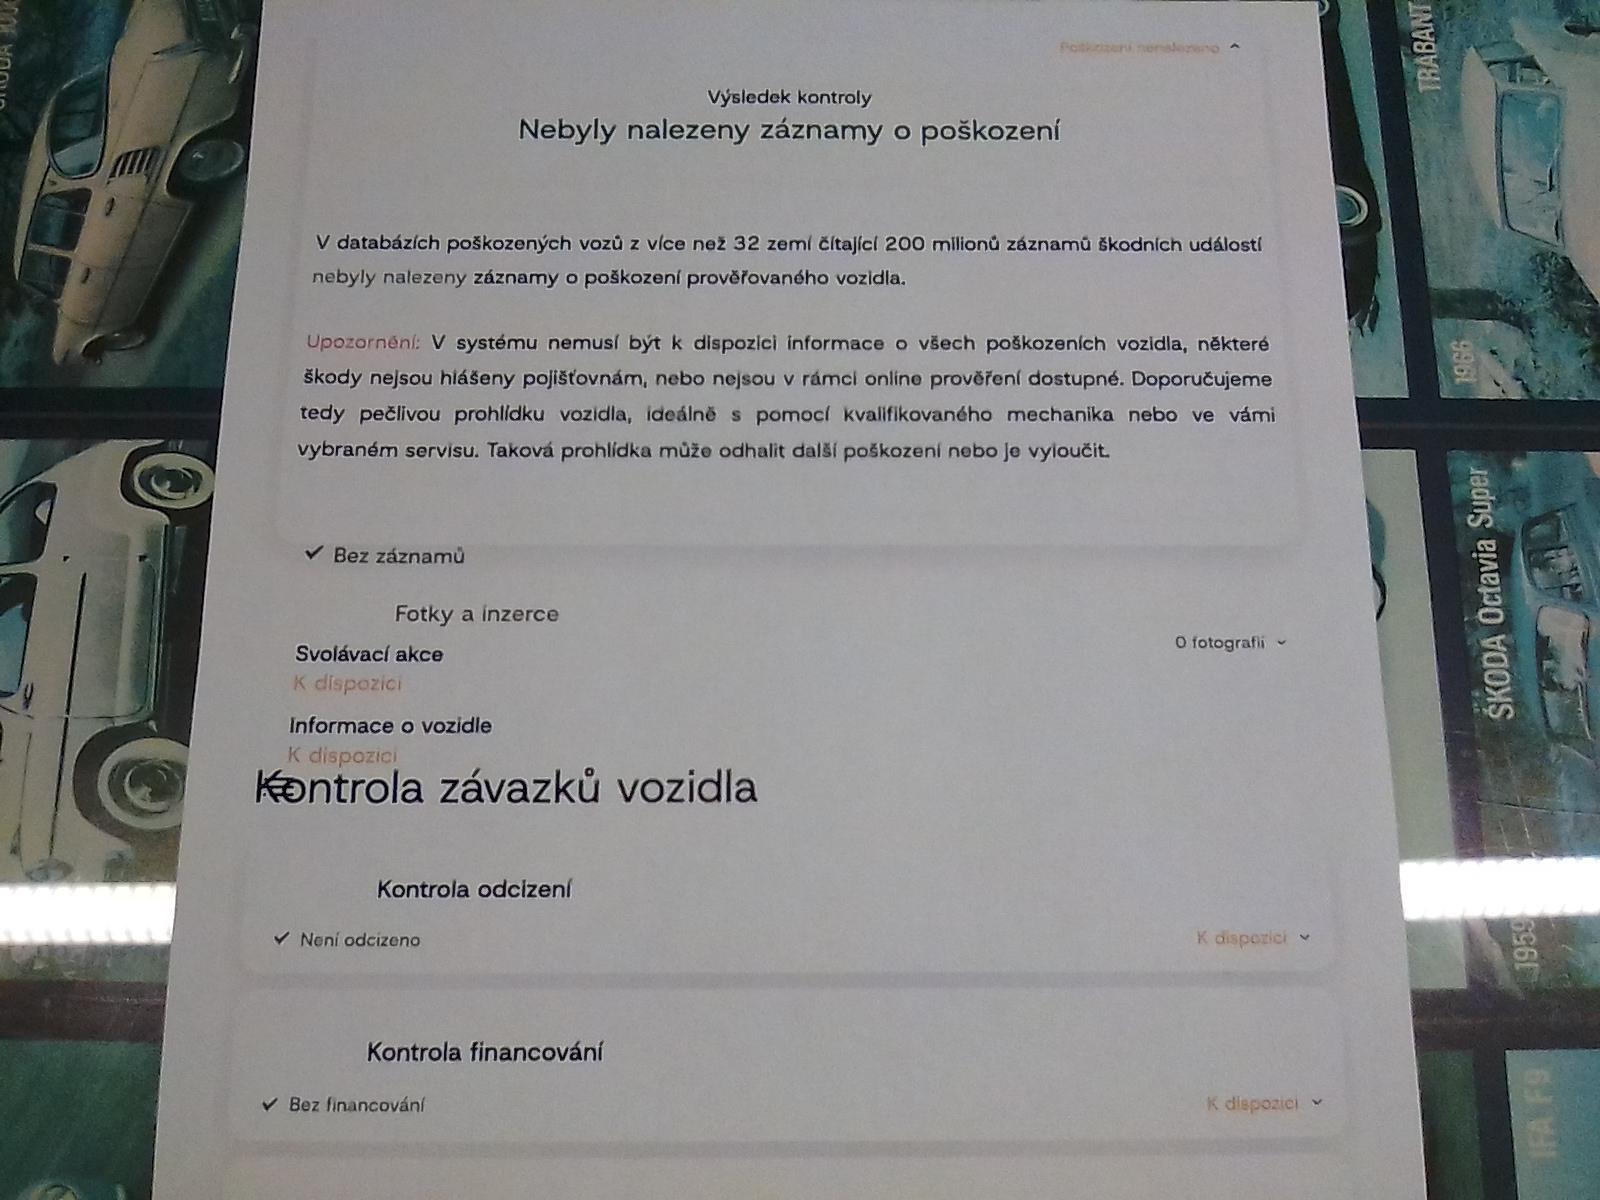 Poškození nenalezeno
Výsledek kontroly
Nebyly nalezeny záznamy o poškození
V databázích poškozených vozů z více než 32 zemí čítající 200 milionů záznamů škodních událostí
nebyly nalezeny záznamy o poškození prověřovaného vozidla.
Upozornění: V systému nemusí být k dispozici informace o všech poškozeních vozidla, některé
škody nejsou hlášeny pojišťovnám, nebo nejsou v rámci online prověření dostupné. Doporučujeme
tedy pečlivou prohlídku vozidla, ideálně s pomocí kvalifikovaného mechanika nebo ve vámi
vybraném servisu. Taková prohlídka může odhalit další poškození nebo je vyloučit.
✓ Bez záznamů
Fotky a inzerce
0 fotografií
Svolávací akce
K dispozici
Informace o vozidle
K dispozici
Kontrola závazků vozidla
Kontrola odcizení
✓ Není odcizeno
K dispozici
Kontrola financování
✓ Bez financování
K dispozici
TRABANT
1966
ŠKODA Octavia Super
1959
IFA F9